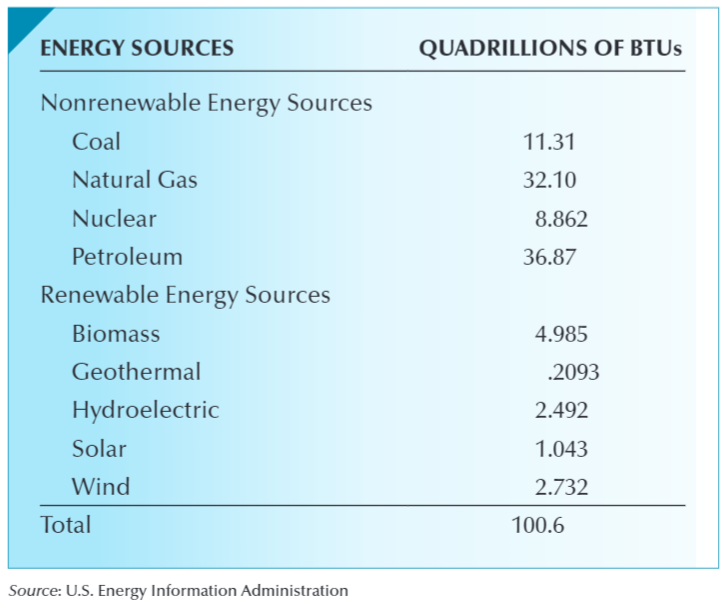 ENERGY SOURCES QUADRILLIONS OF BTUs
Nonrenewable Energy Sources
Coal 11.31
Natural Gas 32.10
Nuclear 8.862
Petroleum 36.87
Renewable Energy Sources
Biomass 4.985
Geothermal .2093
Hydroelectric 2.492
Solar 1.043
Wind 2.732
Total 100.6
Source: U.S. Energy Information Administration